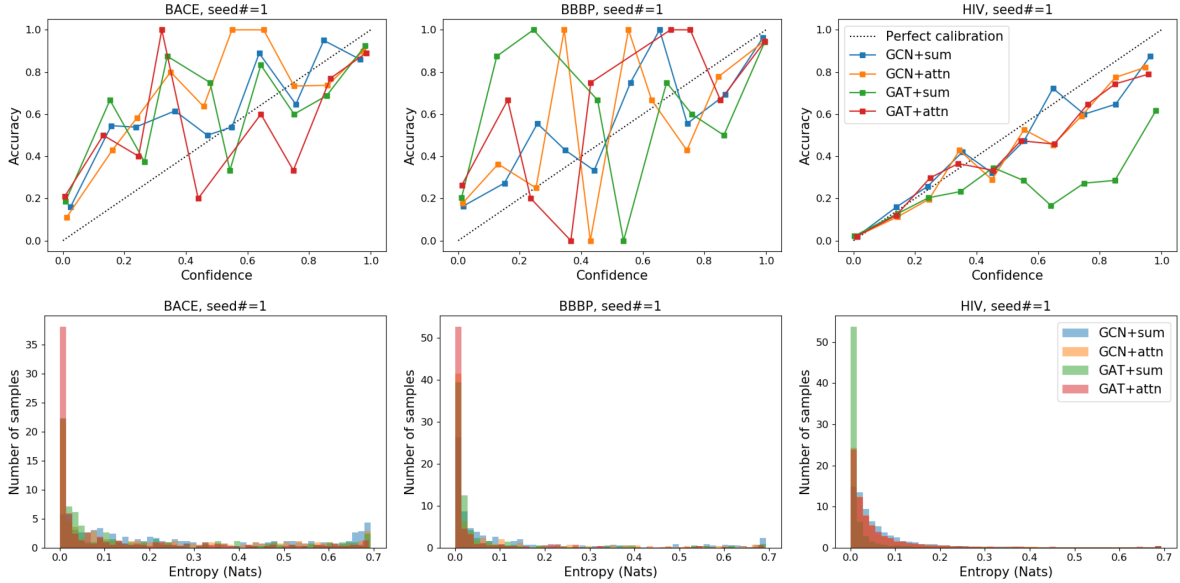 BACE, seed#=1
1.0
0.8
0.6
0.4
0.2
0.0
Accuracy
0.0 0.2 0.4 0.6 0.8 1.0
Confidence
BBBP, seed#=1
1.0
0.8
0.6
0.4
0.2
0.0
Accuracy
0.0 0.2 0.4 0.6 0.8 1.0
Confidence
HIV, seed#=1
1.0
0.8
0.6
0.4
0.2
0.0
Accuracy
Perfect calibration
GCN+sum
GCN+attn
GAT+sum
GAT+attn
0.0 0.2 0.4 0.6 0.8 1.0
Confidence
BACE, seed#=1
35
30
25
20
15
10
5
0
Number of samples
0.0 0.1 0.2 0.3 0.4 0.5 0.6 0.7
Entropy (Nats)
BBBP, seed#=1
50
40
30
20
10
0
Number of samples
0.0 0.1 0.2 0.3 0.4 0.5 0.6 0.7
Entropy (Nats)
HIV, seed#=1
50
40
30
20
10
0
Number of samples
GCN+sum
GCN+attn
GAT+sum
GAT+attn
0.0 0.1 0.2 0.3 0.4 0.5 0.6 0.7
Entropy (Nats)